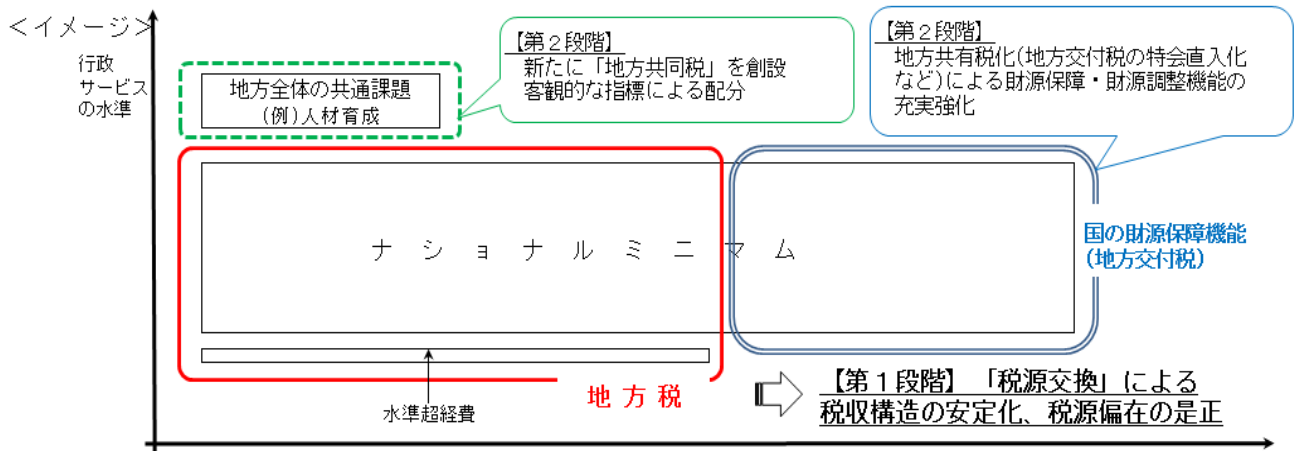 ＜イメージ＞
行政
サービス
の水準
地方全体の共通課題
(例)人材育成
【第２段階】
新たに「地方共同税」を創設
客観的な指標による配分
【第２段階】
地方共有税化(地方交付税の特会直入化
など)による財源保障・財源調整機能の
充実強化
ナショナルミニマム
国の財源保障機能
(地方交付税)
水準超経費
地方税
【第１段階】「税源交換」による
税収構造の安定化、税源偏在の是正